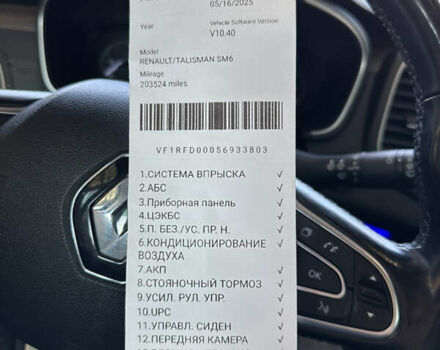 05/16/2025
Year
Vehicle Software Version
V10.40
Model
RENAULT/TALISMAN SM6
Mileage
203524 miles
VF1RFD00056933803
1.СИСТЕМА ВПРЫСКА √
2.АБС √
3.Приборная панель √
4.ЦЭКБС √
5.П. БЕЗ./УС. ПР. Н. √
6.КОНДИЦИОНИРОВАНИЕ √
ВОЗДУХА
7.АКП √
8.СТОЯНОЧНЫЙ ТОРМОЗ √
9.УСИЛ. РУЛ. УПР. √
10.UPC √
11.УПРАВЛ. СИДЕН √
12.ПЕРЕДНЯЯ КАМЕРА √
OK